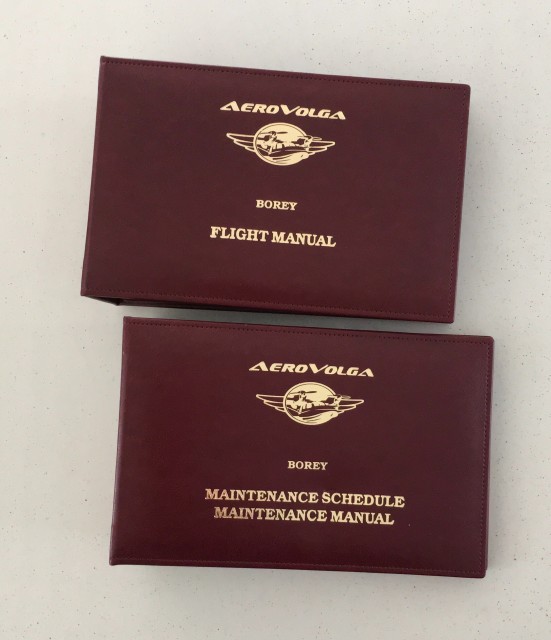 AEROVOLGA
BOREY
FLIGHT MANUAL
AEROVOLGA
BOREY
MAINTENANCE SCHEDULE
MAINTENANCE MANUAL